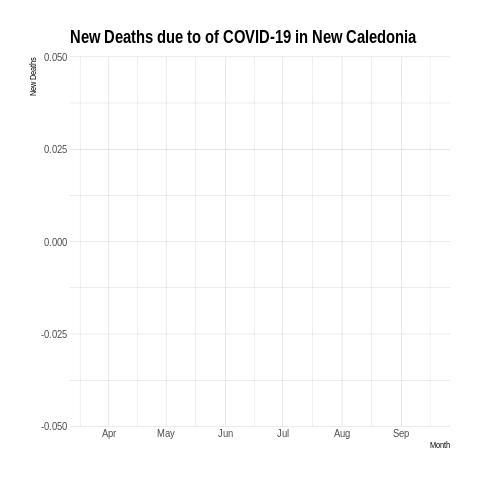 New Deaths due to of COVID-19 in New Caledonia
New Deaths
0.050
0.025
0.000
-0.025
-0.050
Apr May Jun Jul Aug Sep
Month